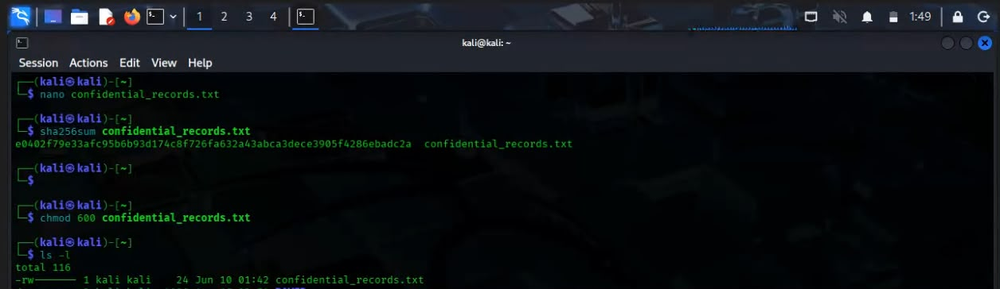 1 2 3 4 1:49
kali@kali: ~
Session Actions Edit View Help
┌──(kali㉿kali)-[~]
└─$ nano confidential_records.txt
┌──(kali㉿kali)-[~]
└─$ sha256sum confidential_records.txt
e0402f79e33afc95b6b93d174c8f726fa632a43abca3dece3905f4286ebadc2a  confidential_records.txt
┌──(kali㉿kali)-[~]
└─$
┌──(kali㉿kali)-[~]
└─$ chmod 600 confidential_records.txt
┌──(kali㉿kali)-[~]
└─$ ls -l
total 116
-rw------- 1 kali kali    24 Jun 10 01:42 confidential_records.txt